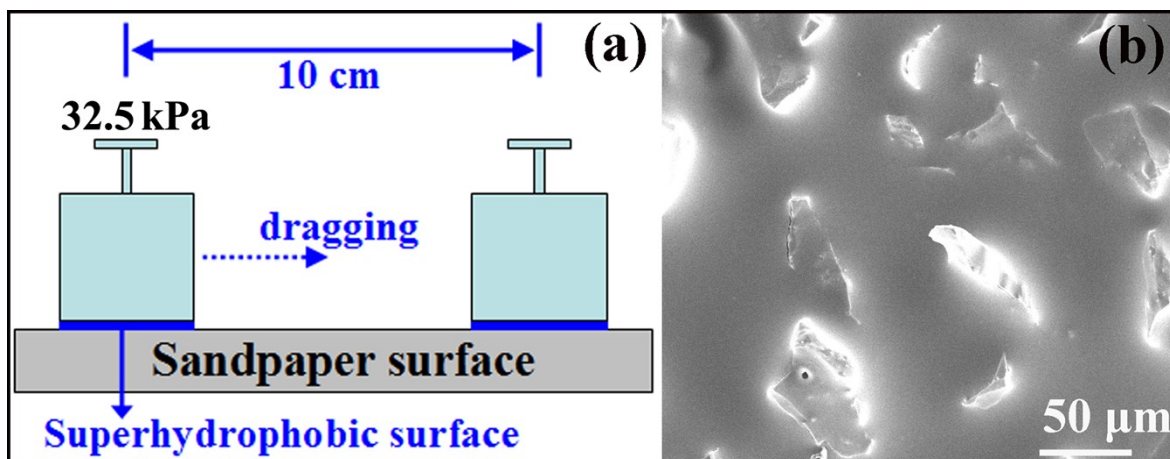 (a)
10 cm
32.5 kPa
dragging
Sandpaper surface
Superhydrophobic surface
(b)
50 μm